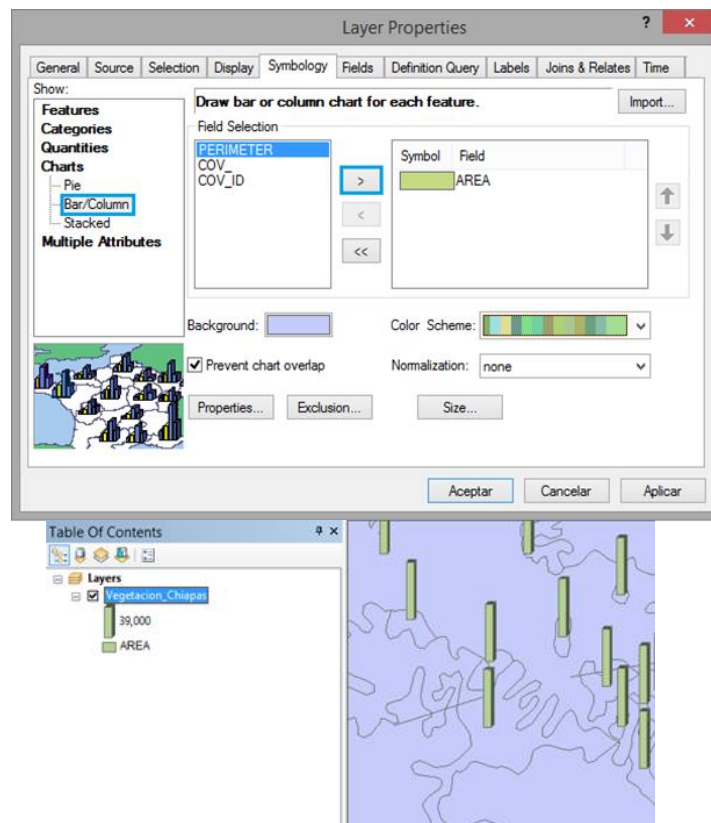 Layer Properties
? ×
General Source Selection Display Symbology Fields Definition Query Labels Joins & Relates Time
Show:
Features
Categories
Quantities
Charts
Pie
Bar/Column
Stacked
Multiple Attributes
Draw bar or column chart for each feature.
Import...
Field Selection
PERIMETER
COV_
COV_ID
>
<
<<
Symbol Field
AREA
Background:
Color Scheme:
Prevent chart overlap
Normalization: none
Properties... Exclusion... Size...
Aceptar Cancelar Aplicar
Table Of Contents
Layers
Vegetacion_Chiapas
39,000
AREA